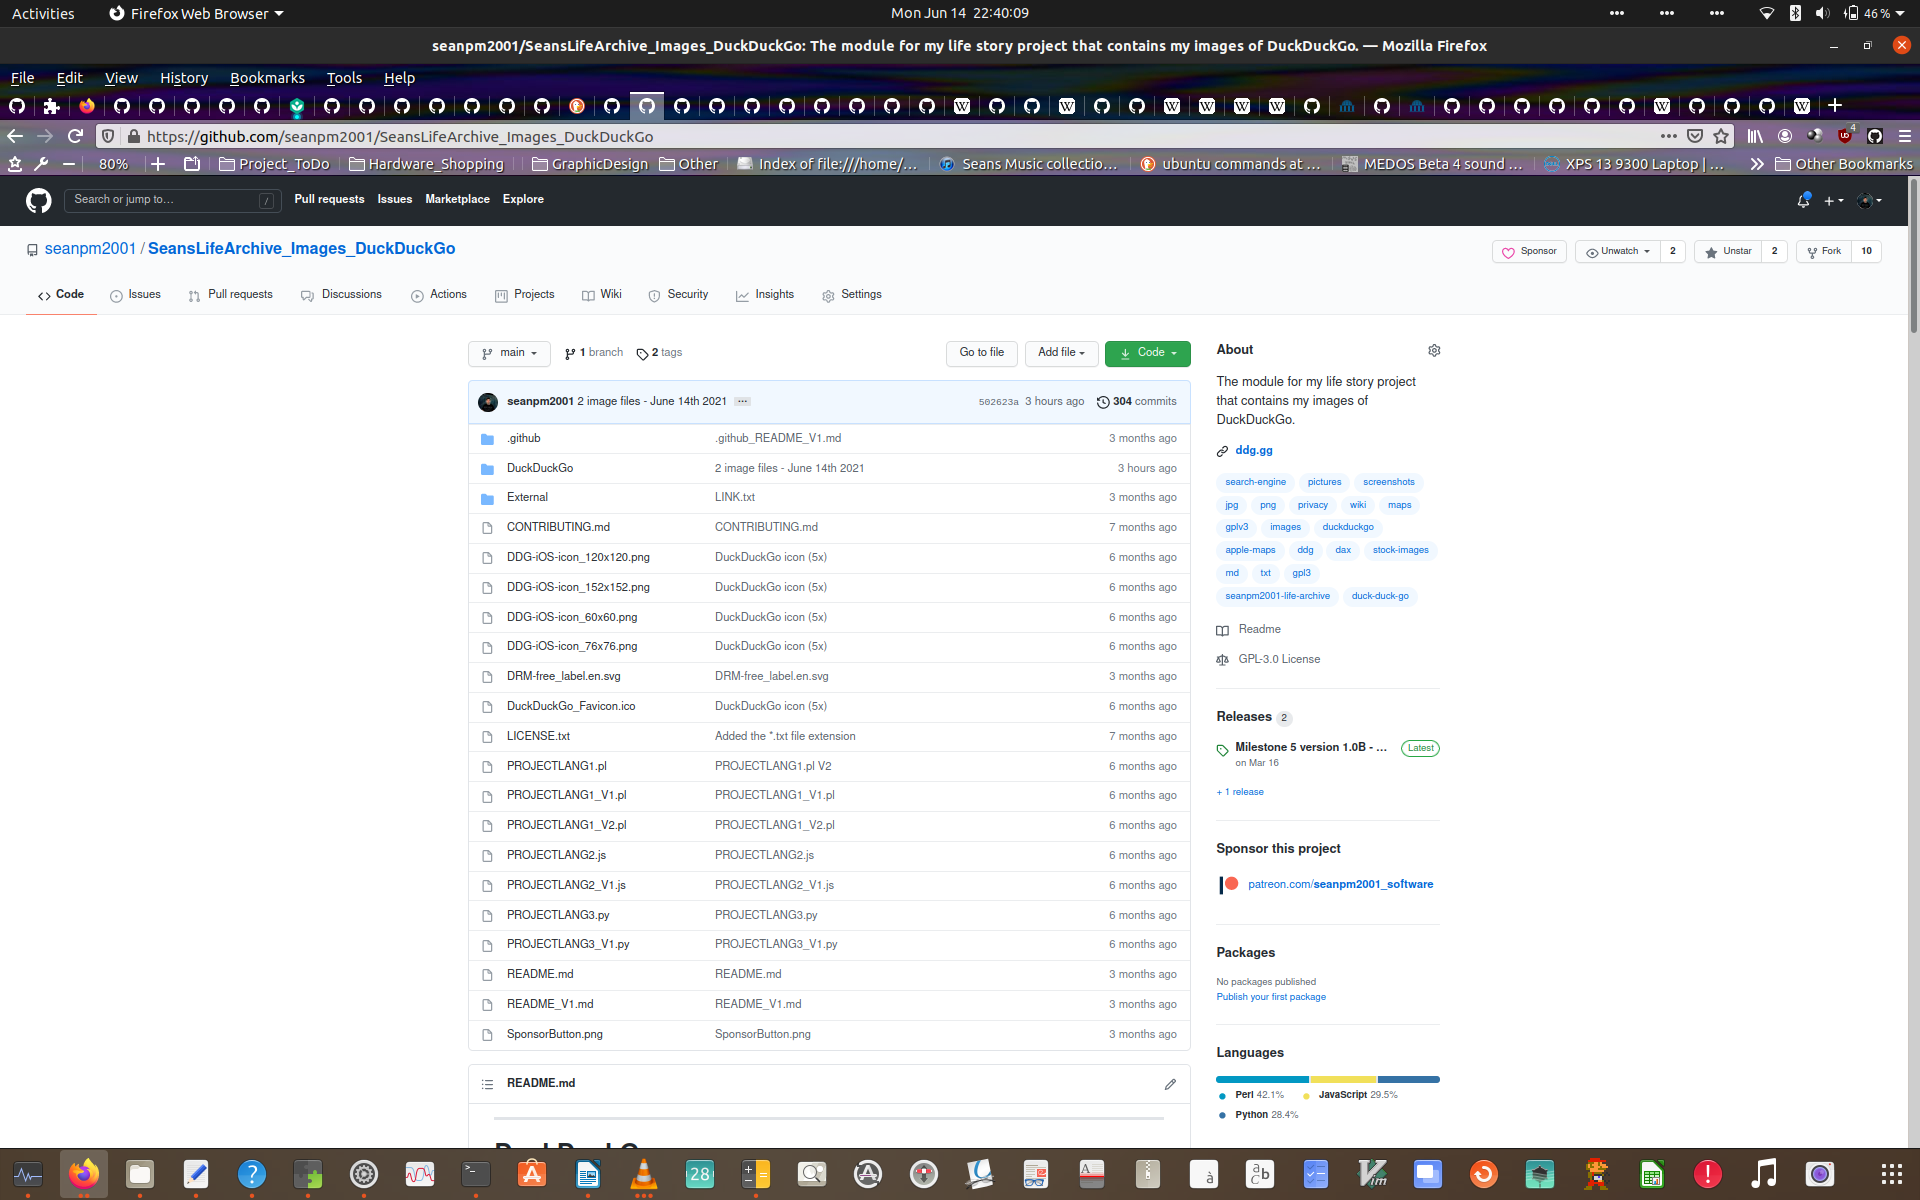 Activities Firefox Web Browser Mon Jun 14 22:40:09 46 %
seanpm2001/SeansLifeArchive_Images_DuckDuckGo: The module for my life story project that contains my images of DuckDuckGo. — Mozilla Firefox
File Edit View History Bookmarks Tools Help
https://github.com/seanpm2001/SeansLifeArchive_Images_DuckDuckGo
80% Project_ToDo Hardware_Shopping GraphicDesign Other Index of file:///home/... Seans Music collectio... ubuntu commands at ... MEDOS Beta 4 sound ... XPS 13 9300 Laptop | ... Other Bookmarks
Search or jump to... / Pull requests Issues Marketplace Explore
seanpm2001 / SeansLifeArchive_Images_DuckDuckGo Sponsor Unwatch 2 Unstar 2 Fork 10
Code Issues Pull requests Discussions Actions Projects Wiki Security Insights Settings
main 1 branch 2 tags Go to file Add file Code
seanpm2001 2 image files - June 14th 2021 ... 502623a 3 hours ago 304 commits
.github .github_README_V1.md 3 months ago
DuckDuckGo 2 image files - June 14th 2021 3 hours ago
External LINK.txt 3 months ago
CONTRIBUTING.md CONTRIBUTING.md 7 months ago
DDG-iOS-icon_120x120.png DuckDuckGo icon (5x) 6 months ago
DDG-iOS-icon_152x152.png DuckDuckGo icon (5x) 6 months ago
DDG-iOS-icon_60x60.png DuckDuckGo icon (5x) 6 months ago
DDG-iOS-icon_76x76.png DuckDuckGo icon (5x) 6 months ago
DRM-free_label.en.svg DRM-free_label.en.svg 3 months ago
DuckDuckGo_Favicon.ico DuckDuckGo icon (5x) 6 months ago
LICENSE.txt Added the *.txt file extension 7 months ago
PROJECTLANG1.pl PROJECTLANG1.pl V2 6 months ago
PROJECTLANG1_V1.pl PROJECTLANG1_V1.pl 6 months ago
PROJECTLANG1_V2.pl PROJECTLANG1_V2.pl 6 months ago
PROJECTLANG2.js PROJECTLANG2.js 6 months ago
PROJECTLANG2_V1.js PROJECTLANG2_V1.js 6 months ago
PROJECTLANG3.py PROJECTLANG3.py 6 months ago
PROJECTLANG3_V1.py PROJECTLANG3_V1.py 6 months ago
README.md README.md 3 months ago
README_V1.md README_V1.md 3 months ago
SponsorButton.png SponsorButton.png 3 months ago
README.md
About
The module for my life story project
that contains my images of
DuckDuckGo.
ddg.gg
search-engine pictures screenshots
jpg png privacy wiki maps
gplv3 images duckduckgo
apple-maps ddg dax stock-images
md txt gpl3
seanpm2001-life-archive duck-duck-go
Readme
GPL-3.0 License
Releases 2
Milestone 5 version 1.0B - ... Latest
on Mar 16
+ 1 release
Sponsor this project
patreon.com/seanpm2001_software
Packages
No packages published
Publish your first package
Languages
Perl 42.1% JavaScript 29.5%
Python 28.4%
28